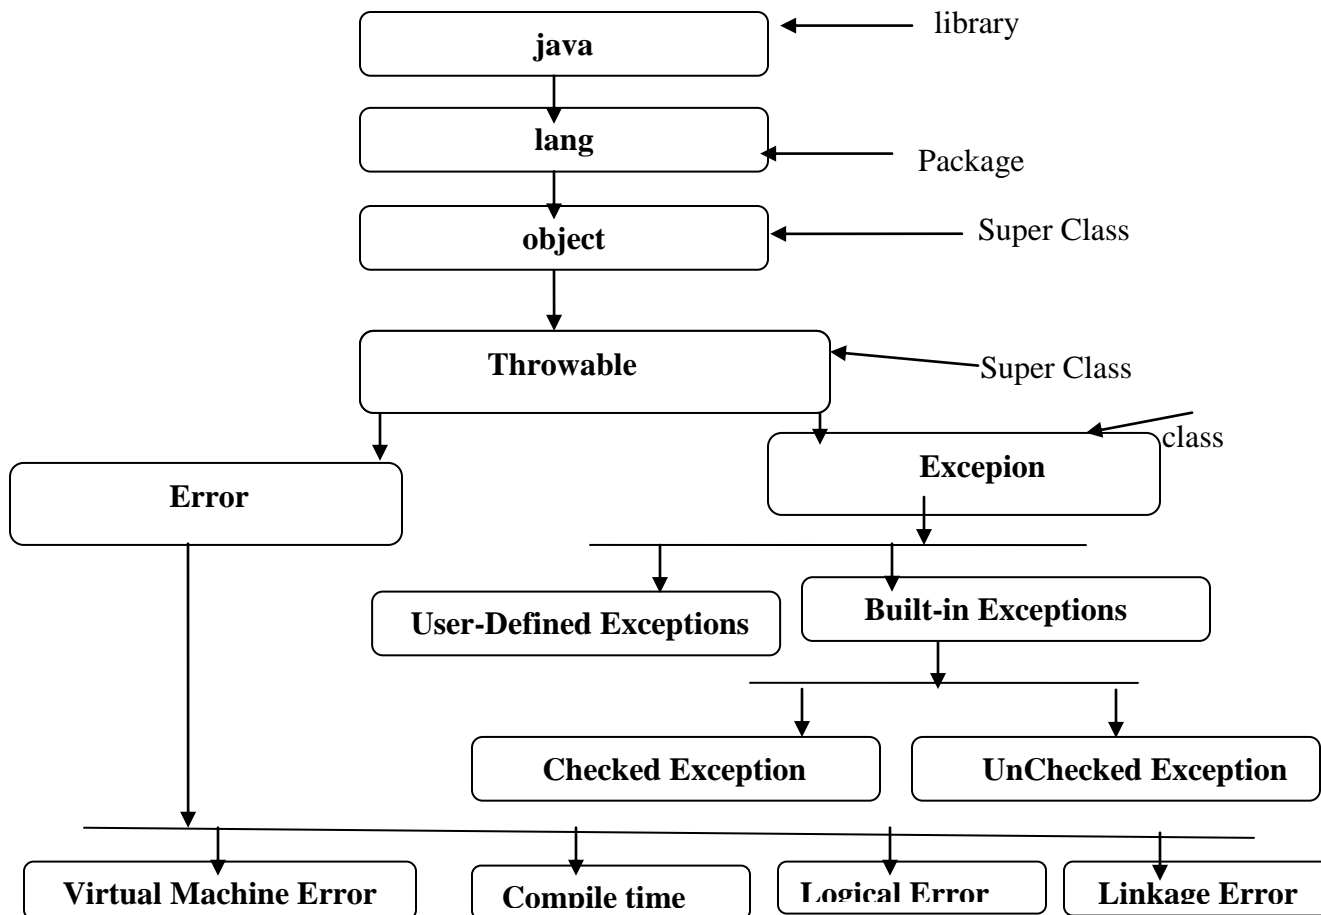 library
java
lang
Package
object
Super Class
Throwable
Super Class
class
Excepion
Error
User-Defined Exceptions
Built-in Exceptions
Checked Exception
UnChecked Exception
Virtual Machine Error
Compile time
Logical Error
Linkage Error